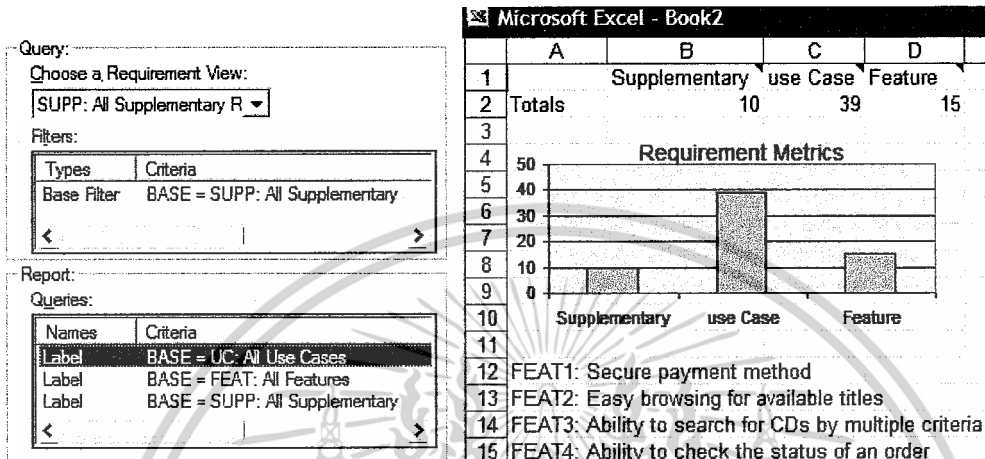 Query:
Choose a Requirement View:
SUPP: All Supplementary R
Filters:
Types Criteria
Base Filter BASE = SUPP: All Supplementary
Report:
Queries:
Names Criteria
Label BASE = UC: All Use Cases
Label BASE = FEAT: All Features
Label BASE = SUPP: All Supplementary
Microsoft Excel - Book2
A B C D
1 Supplementary use Case Feature
2 Totals 10 39 15
3
4
5
6
7
8
9
10
11
Requirement Metrics
50
40
30
20
10
0
Supplementary use Case Feature
12 FEAT1: Secure payment method
13 FEAT2: Easy browsing for available titles
14 FEAT3: Ability to search for CDs by multiple criteria
15 FEAT4: Ability to check the status of an order